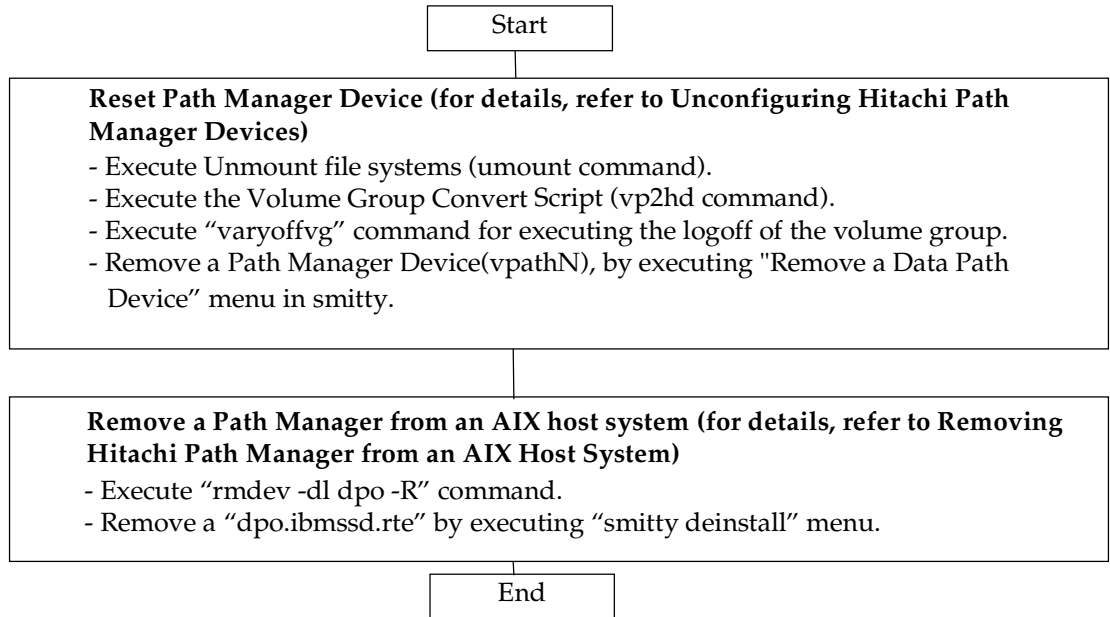 Start
Reset Path Manager Device (for details, refer to Unconfiguring Hitachi Path
Manager Devices)
- Execute Unmount file systems (umount command).
- Execute the Volume Group Convert Script (vp2hd command).
- Execute “varyoffvg” command for executing the logoff of the volume group.
- Remove a Path Manager Device(vpathN), by executing "Remove a Data Path
Device” menu in smitty.
Remove a Path Manager from an AIX host system (for details, refer to Removing
Hitachi Path Manager from an AIX Host System)
- Execute “rmdev -dl dpo -R” command.
- Remove a “dpo.ibmssd.rte” by executing “smitty deinstall” menu.
End